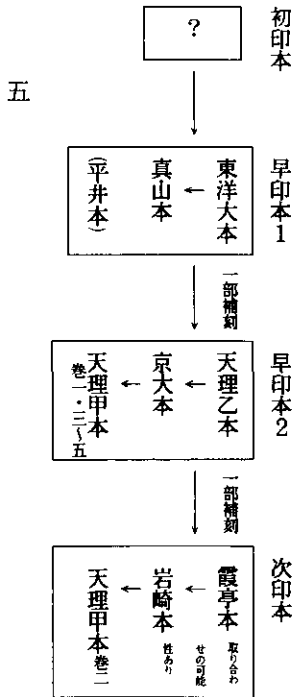 初印本
？
早印本1
東洋大本
真山本
（平井本）
一部補刻
早印本2
天理乙本
京大本
天理甲本 巻一・三〜五
一部補刻
次印本
霞亭本 取り合わせの可能性あり
岩崎本
天理甲本 巻二
五